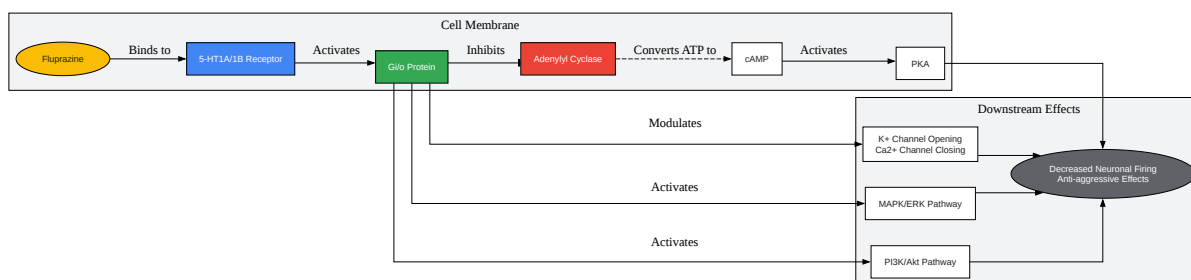 Cell Membrane
Fluprazine
Binds to
5-HT1A/1B Receptor
Activates
Gi/o Protein
Inhibits
Adenylyl Cyclase
Converts ATP to
cAMP
Activates
PKA
Downstream Effects
Modulates
K+ Channel Opening
Ca2+ Channel Closing
Decreased Neuronal Firing
Anti-aggressive Effects
Activates
MAPK/ERK Pathway
Activates
PI3K/Akt Pathway